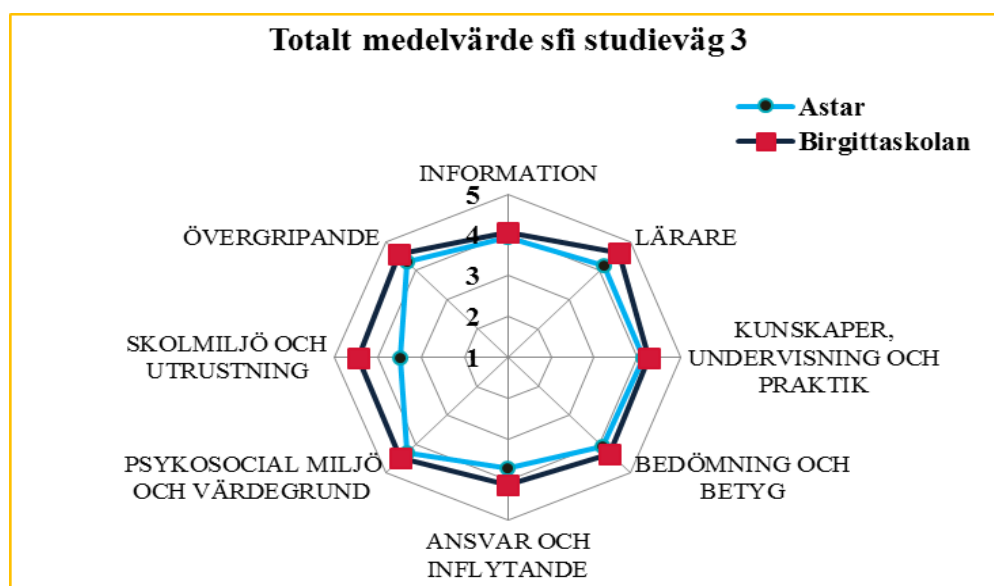 Totalt medelvärde sfi studieväg 3
Astar
Birgittaskolan
INFORMATION
5
4
3
2
1
LÄRARE
KUNSKAPER,
UNDERVISNING OCH
PRAKTIK
BEDÖMNING OCH
BETYG
ANSVAR OCH
INFLYTANDE
PSYKOSOCIAL MILJÖ
OCH VÄRDEGRUND
SKOLMILJÖ OCH
UTRUSTNING
ÖVERGRIPANDE